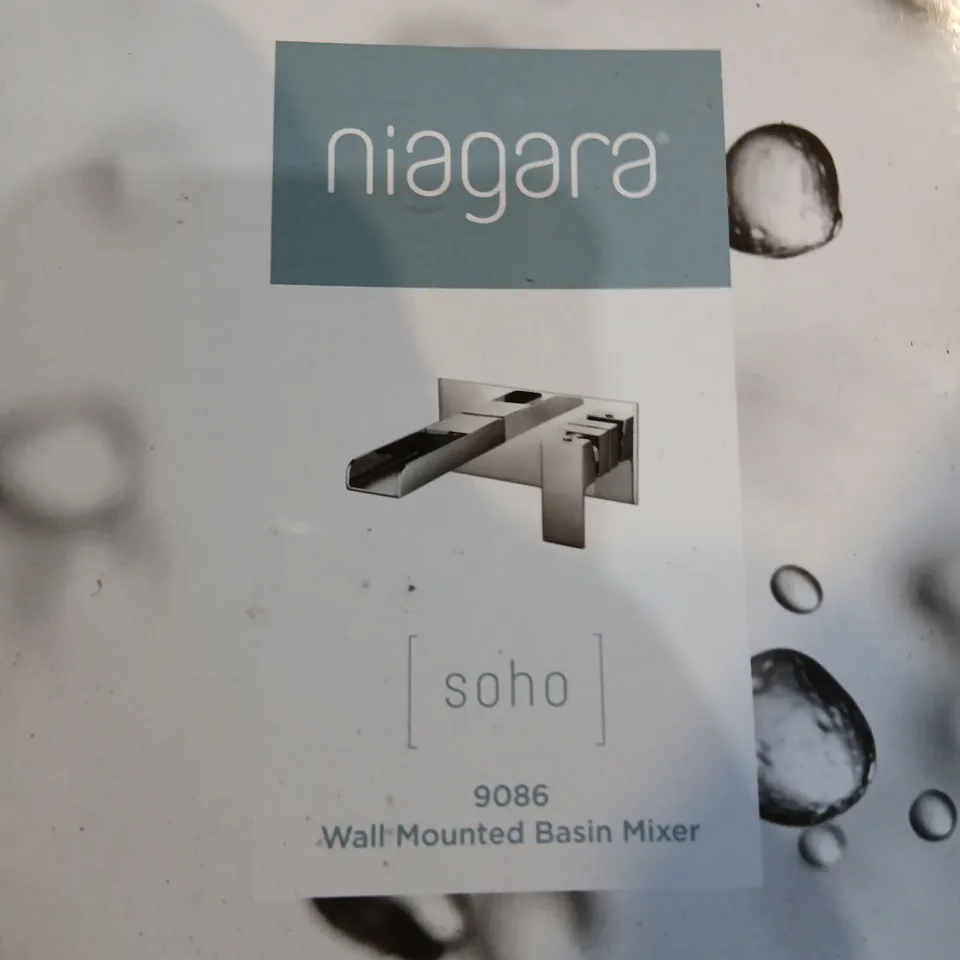 niagara®
[ soho ]
9086
Wall Mounted Basin Mixer